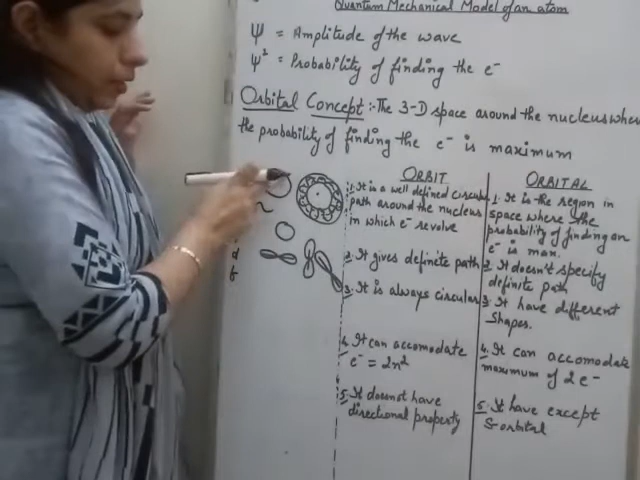 Quantum Mechanical Model of an atom
Ψ = Amplitude of the wave
Ψ² = Probability of finding the e⁻
Orbital Concept :- The 3-D space around the nucleus where
the probability of finding the e⁻ is maximum
ORBIT
1. It is a well defined circular
path around the nucleus
in which e⁻ revolve
2. It gives definite path
3. It is always circular
4. It can accomodate
e⁻ = 2n²
5. It doesnot have
directional property
ORBITAL
1. It is the region in
space where the
probability of finding an
e⁻ is max.
2. It doesn't specify
definite path
3. It have different
Shapes.
4. It can accomodate
maximum of 2 e⁻
5. It have except
S-orbital
d
f